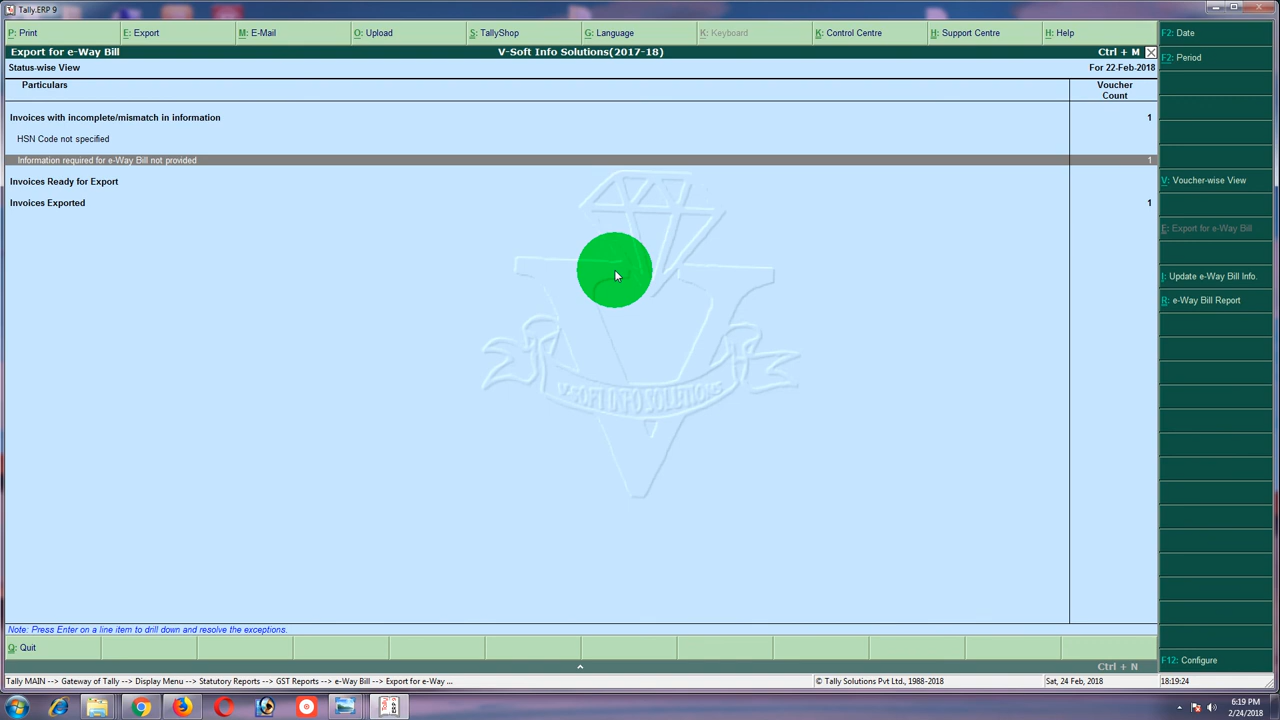 Tally.ERP 9
P: Print
E: Export
M: E-Mail
O: Upload
S: TallyShop
G: Language
K: Keyboard
K: Control Centre
H: Support Centre
H: Help
F2: Date
Export for e-Way Bill
V-Soft Info Solutions(2017-18)
Ctrl + M
F2: Period
Status-wise View
For 22-Feb-2018
Particulars
Voucher
Count
Invoices with incomplete/mismatch in information
1
HSN Code not specified
Information required for e-Way Bill not provided
1
Invoices Ready for Export
V: Voucher-wise View
Invoices Exported
1
E: Export for e-Way Bill
I: Update e-Way Bill Info.
R: e-Way Bill Report
V-SOFT INFO SOLUTIONS
Note: Press Enter on a line item to drill down and resolve the exceptions.
Q: Quit
F12: Configure
Ctrl + N
Tally MAIN --> Gateway of Tally --> Display Menu --> Statutory Reports --> GST Reports --> e-Way Bill --> Export for e-Way ...
© Tally Solutions Pvt Ltd., 1988-2018
Sat, 24 Feb, 2018
18:19:24
6:19 PM
2/24/2018